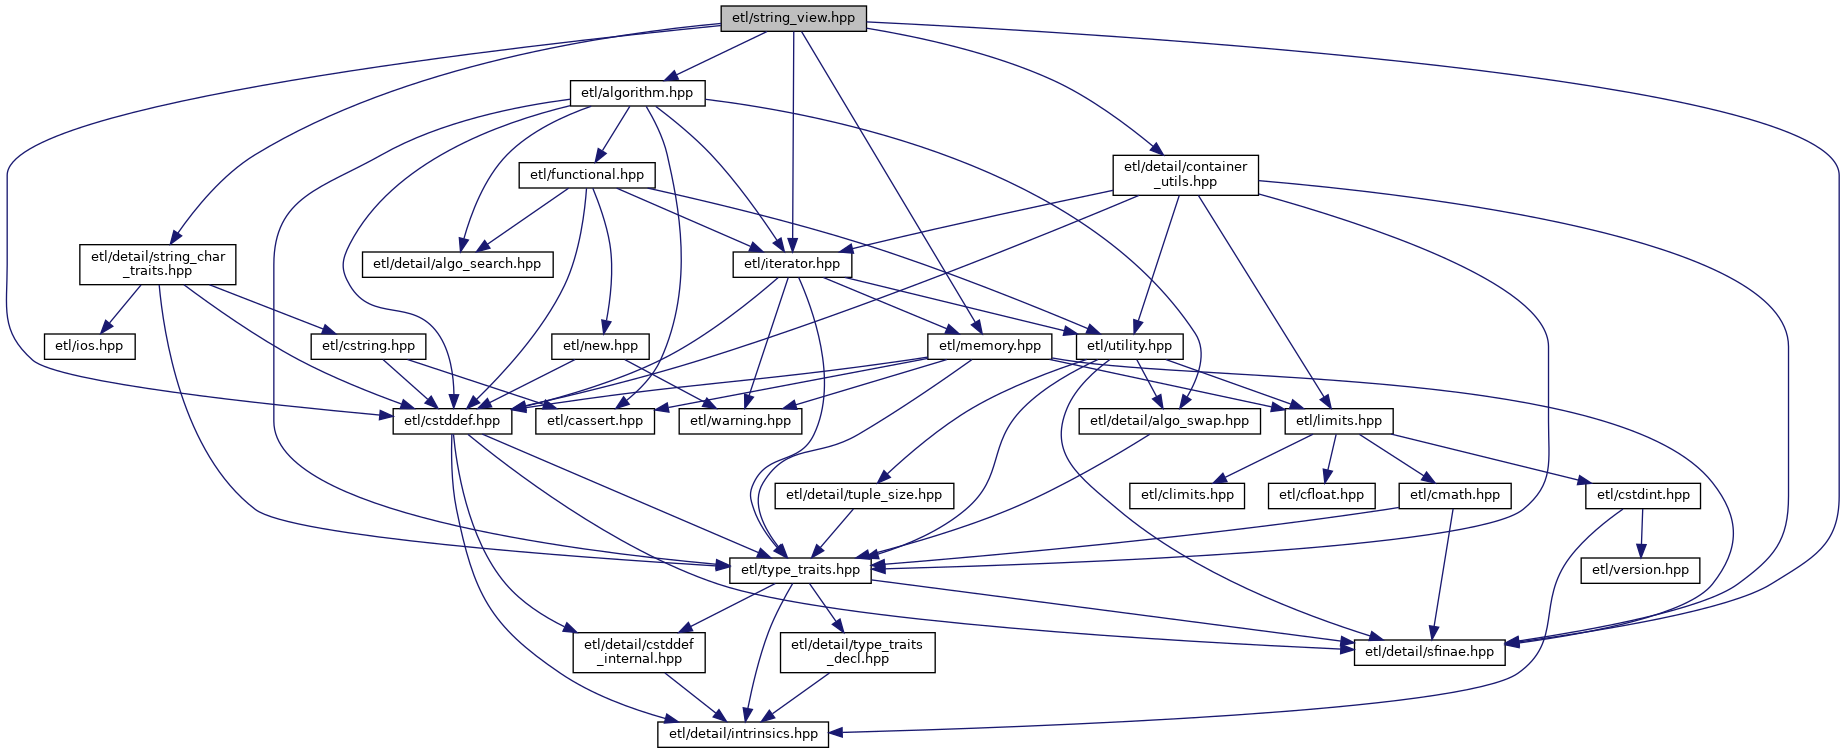 etl/string_view.hpp
etl/algorithm.hpp
etl/functional.hpp
etl/detail/container
_utils.hpp
etl/detail/string_char
_traits.hpp
etl/detail/algo_search.hpp
etl/iterator.hpp
etl/ios.hpp
etl/cstring.hpp
etl/new.hpp
etl/memory.hpp
etl/utility.hpp
etl/cstddef.hpp
etl/cassert.hpp
etl/warning.hpp
etl/detail/algo_swap.hpp
etl/limits.hpp
etl/detail/tuple_size.hpp
etl/climits.hpp
etl/cfloat.hpp
etl/cmath.hpp
etl/cstdint.hpp
etl/type_traits.hpp
etl/version.hpp
etl/detail/cstddef
_internal.hpp
etl/detail/type_traits
_decl.hpp
etl/detail/sfinae.hpp
etl/detail/intrinsics.hpp